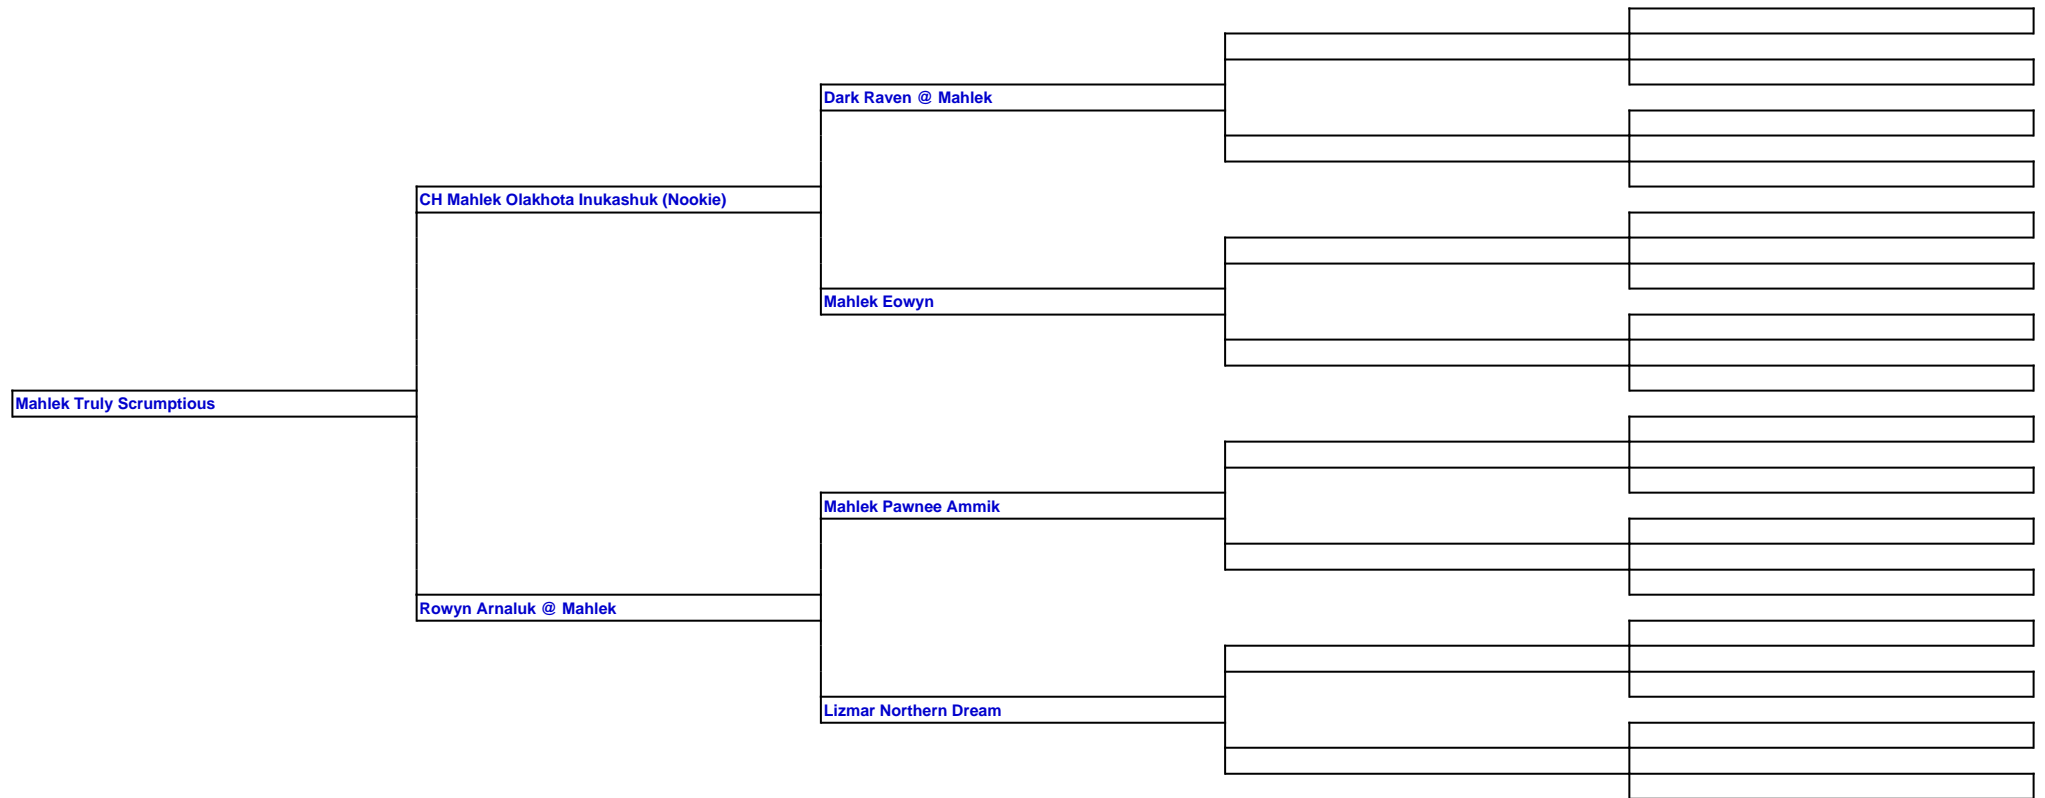 Dark Raven @ Mahlek
CH Mahlek Olakhota Inukashuk (Nookie)
Mahlek Eowyn
Mahlek Truly Scrumptious
Mahlek Pawnee Ammik
Rowyn Arnaluk @ Mahlek
Lizmar Northern Dream